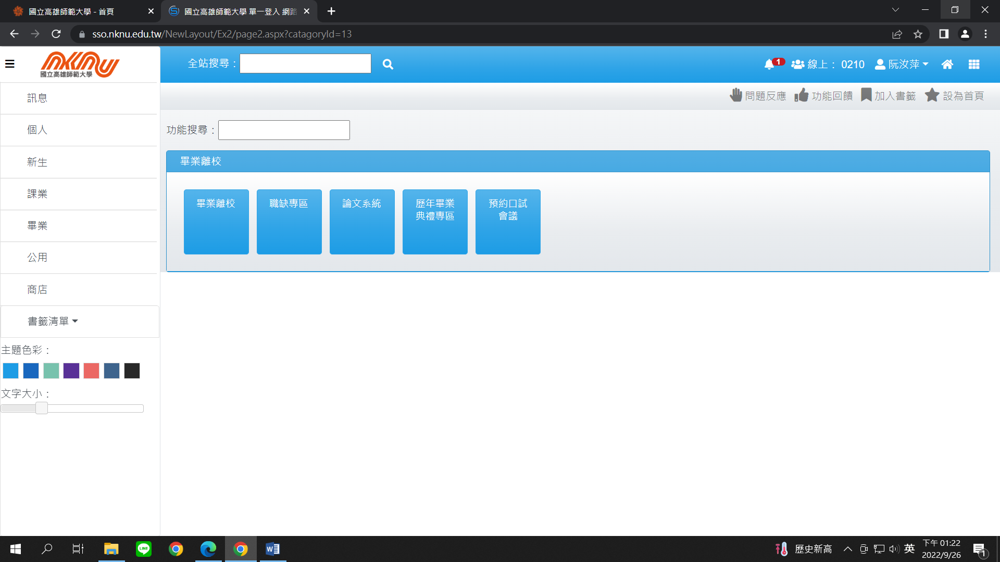 國立高雄師範大學 - 首頁
國立高雄師範大學 單一登入 網路
sso.nknu.edu.tw/NewLayout/Ex2/page2.aspx?catagoryId=13
nknu
國立高雄師範大學
全站搜尋：
1
線上： 0210
阮汝萍
訊息
個人
新生
課業
畢業
公用
商店
書籤清單
主題色彩：
文字大小：
問題反應
功能回饋
加入書籤
設為首頁
功能搜尋：
畢業離校
畢業離校
職缺專區
論文系統
歷年畢業
典禮專區
預約口試
會議
LINE
歷史新高
英
下午 01:22
2022/9/26
1